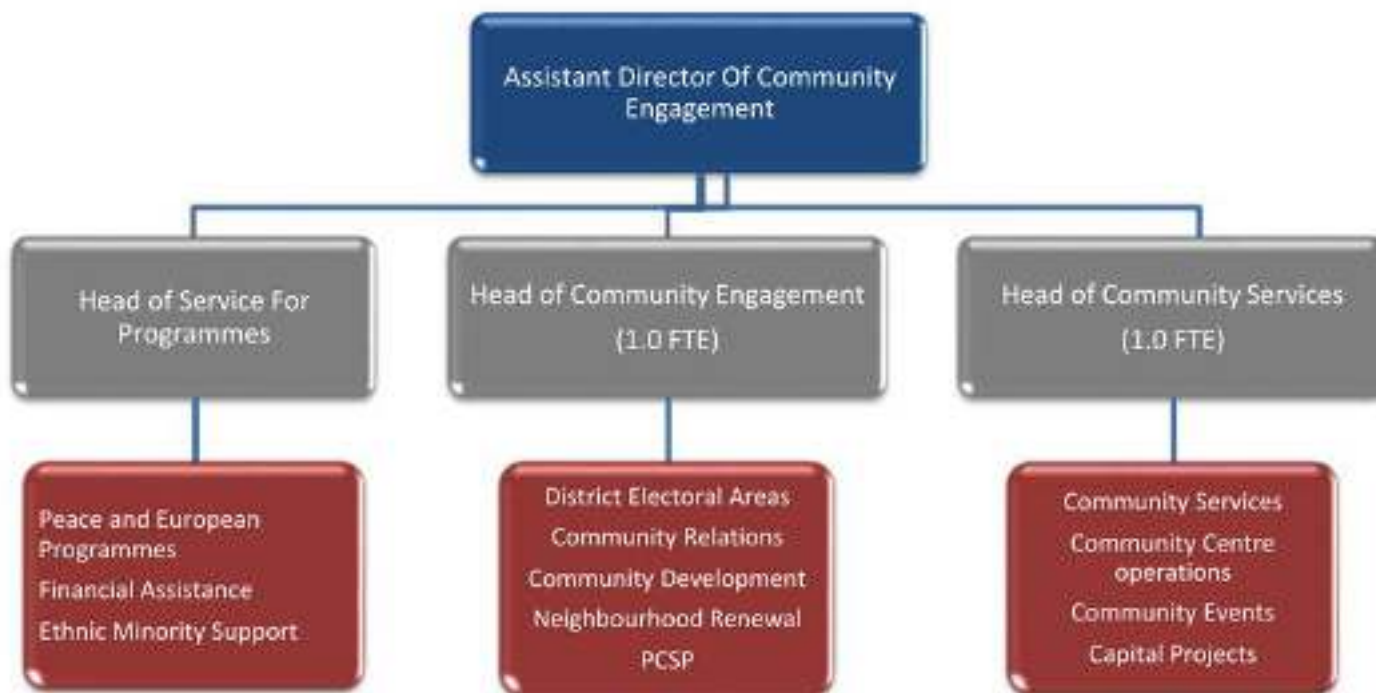 Assistant Director Of Community
Engagement
Head of Service For
Programmes
Head of Community Engagement
(1.0 FTE)
Head of Community Services
(1.0 FTE)
Peace and European
Programmes
Financial Assistance
Ethnic Minority Support
District Electoral Areas
Community Relations
Community Development
Neighbourhood Renewal
PCSP
Community Services
Community Centre
operations
Community Events
Capital Projects